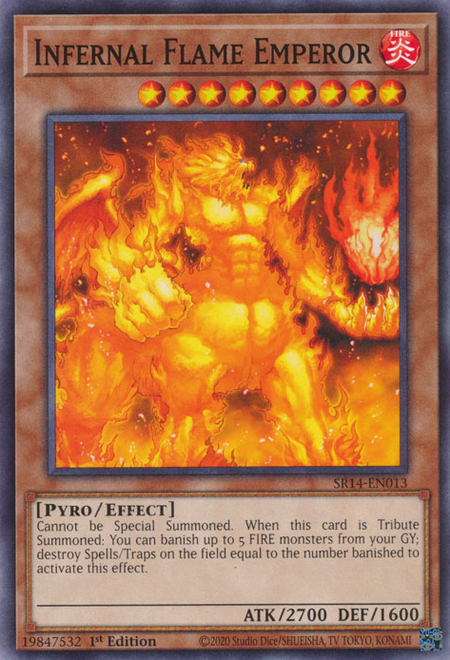 INFERNAL FLAME EMPEROR
FIRE
炎
SR14-EN013
[PYRO/EFFECT]
Cannot be Special Summoned. When this card is Tribute
Summoned: You can banish up to 5 FIRE monsters from your GY;
destroy Spells/Traps on the field equal to the number banished to
activate this effect.
ATK/2700 DEF/1600
19847532 1st Edition ©2020 Studio Dice/SHUEISHA, TV TOKYO, KONAMI